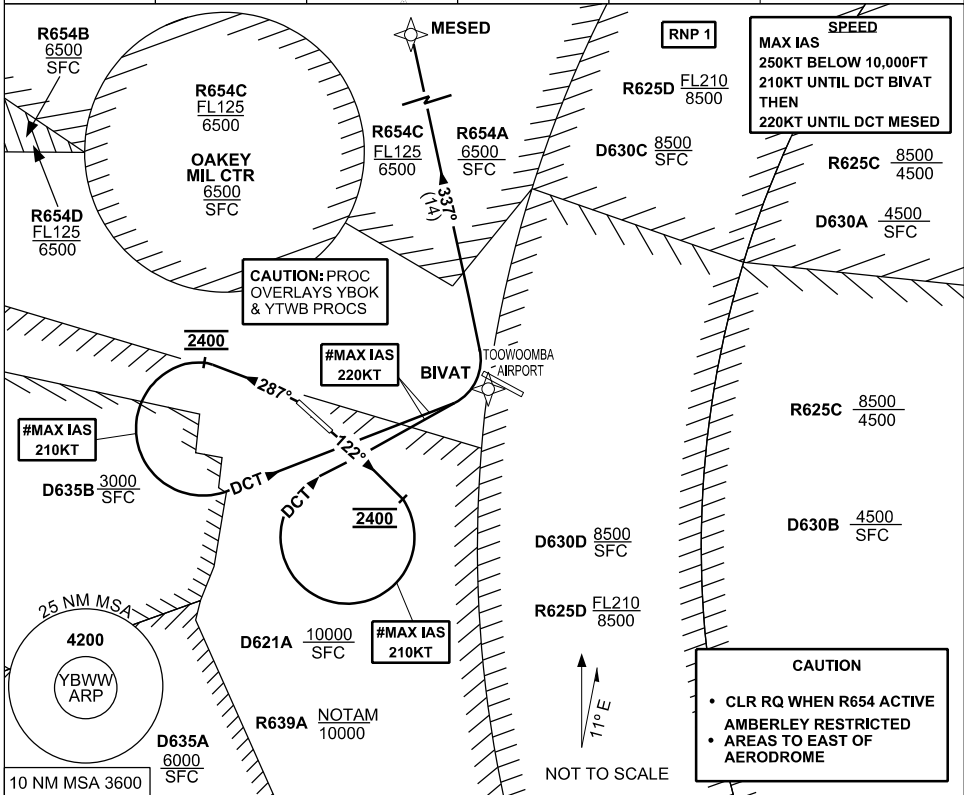 MESED
RNP 1
SPEED
MAX IAS
250KT BELOW 10,000FT
210KT UNTIL DCT BIVAT
THEN
220KT UNTIL DCT MESED
R654B
6500
SFC
R654C
FL125
6500
OAKEY
MIL CTR
6500
SFC
R654C
FL125
6500
R654A
6500
SFC
R625D FL210
8500
D630C 8500
SFC
R625C 8500
4500
D630A 4500
SFC
R654D
FL125
6500
337°
(14)
CAUTION: PROC
OVERLAYS YBOK
& YTWB PROCS
2400
#MAX IAS
220KT
BIVAT
TOOWOOMBA
AIRPORT
287°
122°
#MAX IAS
210KT
R625C 8500
4500
D635B 3000
SFC
DCT
DCT
2400
D630D 8500
SFC
D630B 4500
SFC
25 NM MSA
4200
YBWW
ARP
D621A 10000
SFC
#MAX IAS
210KT
R625D FL210
8500
R639A NOTAM
10000
D635A
6000
SFC
10 NM MSA 3600
11° E
NOT TO SCALE
CAUTION
• CLR RQ WHEN R654 ACTIVE
AMBERLEY RESTRICTED
• AREAS TO EAST OF
AERODROME